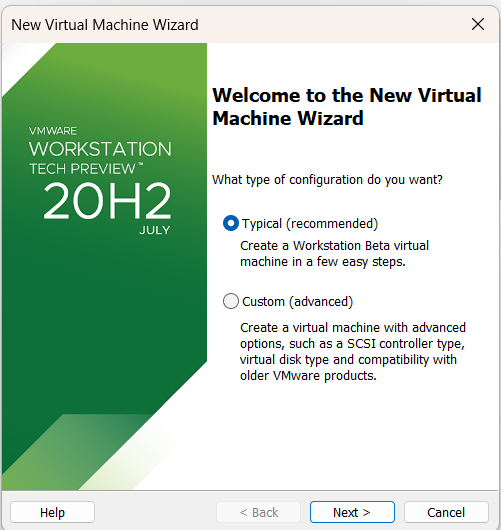 New Virtual Machine Wizard
VMWARE
WORKSTATION
TECH PREVIEW™
20H2
JULY
Welcome to the New Virtual
Machine Wizard
What type of configuration do you want?
Typical (recommended)
Create a Workstation Beta virtual
machine in a few easy steps.
Custom (advanced)
Create a virtual machine with advanced
options, such as a SCSI controller type,
virtual disk type and compatibility with
older VMware products.
Help
< Back
Next >
Cancel